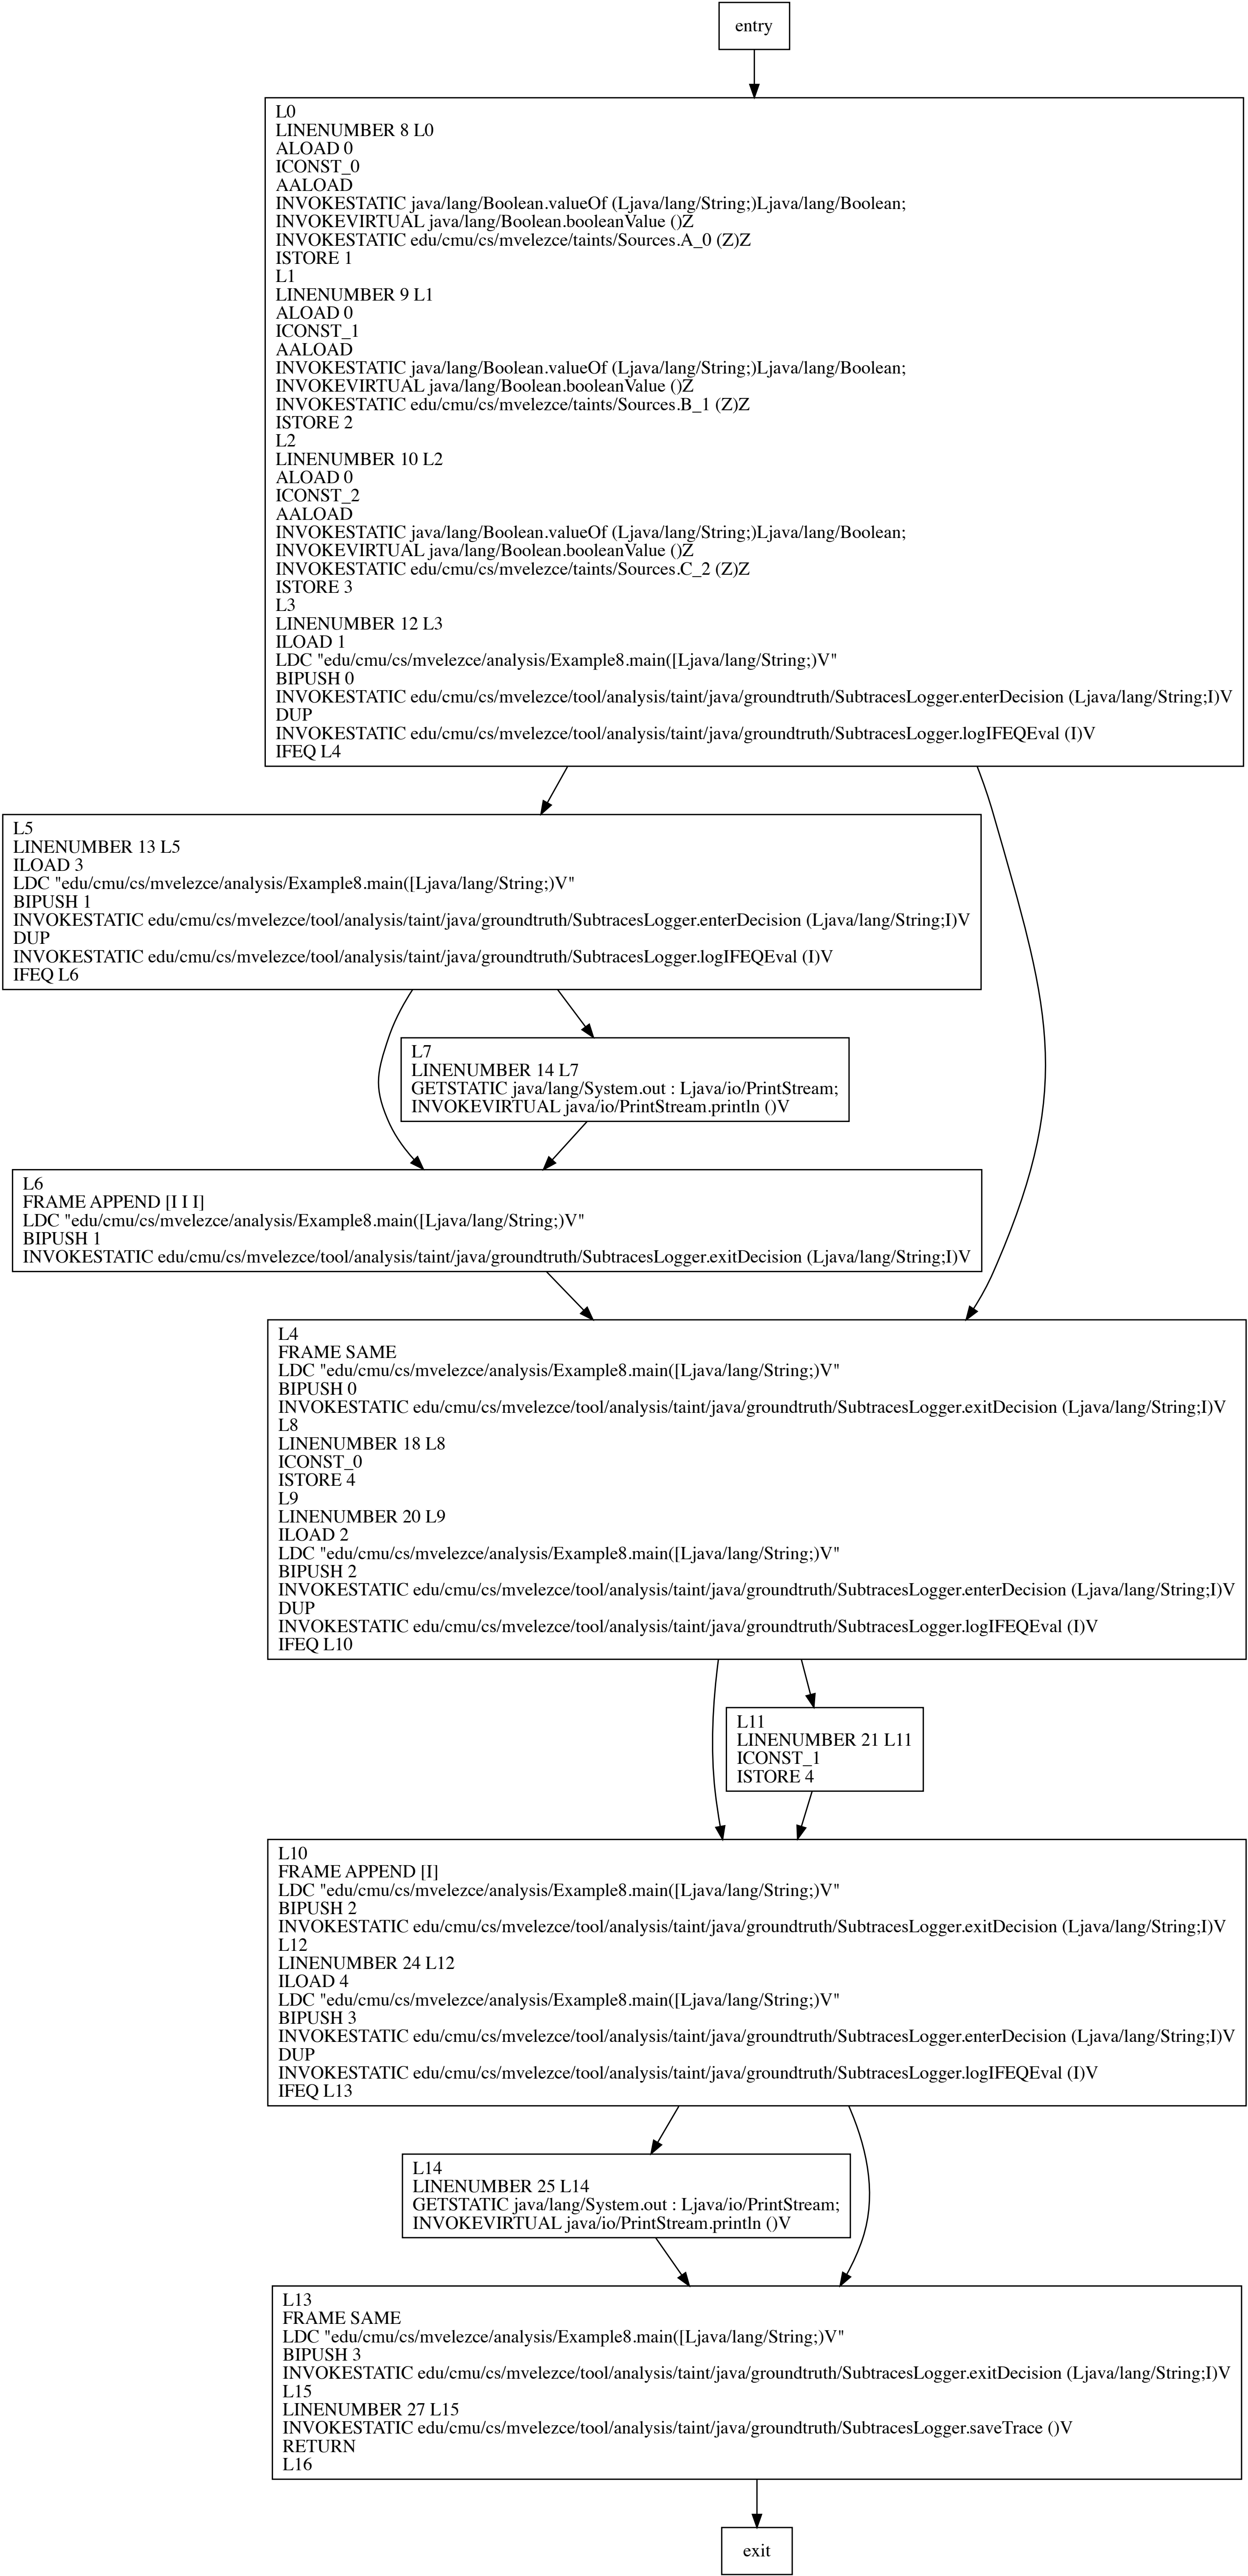 entry
L0
LINENUMBER 8 L0
ALOAD 0
ICONST_0
AALOAD
INVOKESTATIC java/lang/Boolean.valueOf (Ljava/lang/String;)Ljava/lang/Boolean;
INVOKEVIRTUAL java/lang/Boolean.booleanValue ()Z
INVOKESTATIC edu/cmu/cs/mvelezce/taints/Sources.A_0 (Z)Z
ISTORE 1
L1
LINENUMBER 9 L1
ALOAD 0
ICONST_1
AALOAD
INVOKESTATIC java/lang/Boolean.valueOf (Ljava/lang/String;)Ljava/lang/Boolean;
INVOKEVIRTUAL java/lang/Boolean.booleanValue ()Z
INVOKESTATIC edu/cmu/cs/mvelezce/taints/Sources.B_1 (Z)Z
ISTORE 2
L2
LINENUMBER 10 L2
ALOAD 0
ICONST_2
AALOAD
INVOKESTATIC java/lang/Boolean.valueOf (Ljava/lang/String;)Ljava/lang/Boolean;
INVOKEVIRTUAL java/lang/Boolean.booleanValue ()Z
INVOKESTATIC edu/cmu/cs/mvelezce/taints/Sources.C_2 (Z)Z
ISTORE 3
L3
LINENUMBER 12 L3
ILOAD 1
LDC "edu/cmu/cs/mvelezce/analysis/Example8.main([Ljava/lang/String;)V"
BIPUSH 0
INVOKESTATIC edu/cmu/cs/mvelezce/tool/analysis/taint/java/groundtruth/SubtracesLogger.enterDecision (Ljava/lang/String;I)V
DUP
INVOKESTATIC edu/cmu/cs/mvelezce/tool/analysis/taint/java/groundtruth/SubtracesLogger.logIFEQEval (I)V
IFEQ L4
L5
LINENUMBER 13 L5
ILOAD 3
LDC "edu/cmu/cs/mvelezce/analysis/Example8.main([Ljava/lang/String;)V"
BIPUSH 1
INVOKESTATIC edu/cmu/cs/mvelezce/tool/analysis/taint/java/groundtruth/SubtracesLogger.enterDecision (Ljava/lang/String;I)V
DUP
INVOKESTATIC edu/cmu/cs/mvelezce/tool/analysis/taint/java/groundtruth/SubtracesLogger.logIFEQEval (I)V
IFEQ L6
L7
LINENUMBER 14 L7
GETSTATIC java/lang/System.out : Ljava/io/PrintStream;
INVOKEVIRTUAL java/io/PrintStream.println ()V
L6
FRAME APPEND [I I I]
LDC "edu/cmu/cs/mvelezce/analysis/Example8.main([Ljava/lang/String;)V"
BIPUSH 1
INVOKESTATIC edu/cmu/cs/mvelezce/tool/analysis/taint/java/groundtruth/SubtracesLogger.exitDecision (Ljava/lang/String;I)V
L4
FRAME SAME
LDC "edu/cmu/cs/mvelezce/analysis/Example8.main([Ljava/lang/String;)V"
BIPUSH 0
INVOKESTATIC edu/cmu/cs/mvelezce/tool/analysis/taint/java/groundtruth/SubtracesLogger.exitDecision (Ljava/lang/String;I)V
L8
LINENUMBER 18 L8
ICONST_0
ISTORE 4
L9
LINENUMBER 20 L9
ILOAD 2
LDC "edu/cmu/cs/mvelezce/analysis/Example8.main([Ljava/lang/String;)V"
BIPUSH 2
INVOKESTATIC edu/cmu/cs/mvelezce/tool/analysis/taint/java/groundtruth/SubtracesLogger.enterDecision (Ljava/lang/String;I)V
DUP
INVOKESTATIC edu/cmu/cs/mvelezce/tool/analysis/taint/java/groundtruth/SubtracesLogger.logIFEQEval (I)V
IFEQ L10
L11
LINENUMBER 21 L11
ICONST_1
ISTORE 4
L10
FRAME APPEND [I]
LDC "edu/cmu/cs/mvelezce/analysis/Example8.main([Ljava/lang/String;)V"
BIPUSH 2
INVOKESTATIC edu/cmu/cs/mvelezce/tool/analysis/taint/java/groundtruth/SubtracesLogger.exitDecision (Ljava/lang/String;I)V
L12
LINENUMBER 24 L12
ILOAD 4
LDC "edu/cmu/cs/mvelezce/analysis/Example8.main([Ljava/lang/String;)V"
BIPUSH 3
INVOKESTATIC edu/cmu/cs/mvelezce/tool/analysis/taint/java/groundtruth/SubtracesLogger.enterDecision (Ljava/lang/String;I)V
DUP
INVOKESTATIC edu/cmu/cs/mvelezce/tool/analysis/taint/java/groundtruth/SubtracesLogger.logIFEQEval (I)V
IFEQ L13
L14
LINENUMBER 25 L14
GETSTATIC java/lang/System.out : Ljava/io/PrintStream;
INVOKEVIRTUAL java/io/PrintStream.println ()V
L13
FRAME SAME
LDC "edu/cmu/cs/mvelezce/analysis/Example8.main([Ljava/lang/String;)V"
BIPUSH 3
INVOKESTATIC edu/cmu/cs/mvelezce/tool/analysis/taint/java/groundtruth/SubtracesLogger.exitDecision (Ljava/lang/String;I)V
L15
LINENUMBER 27 L15
INVOKESTATIC edu/cmu/cs/mvelezce/tool/analysis/taint/java/groundtruth/SubtracesLogger.saveTrace ()V
RETURN
L16
exit